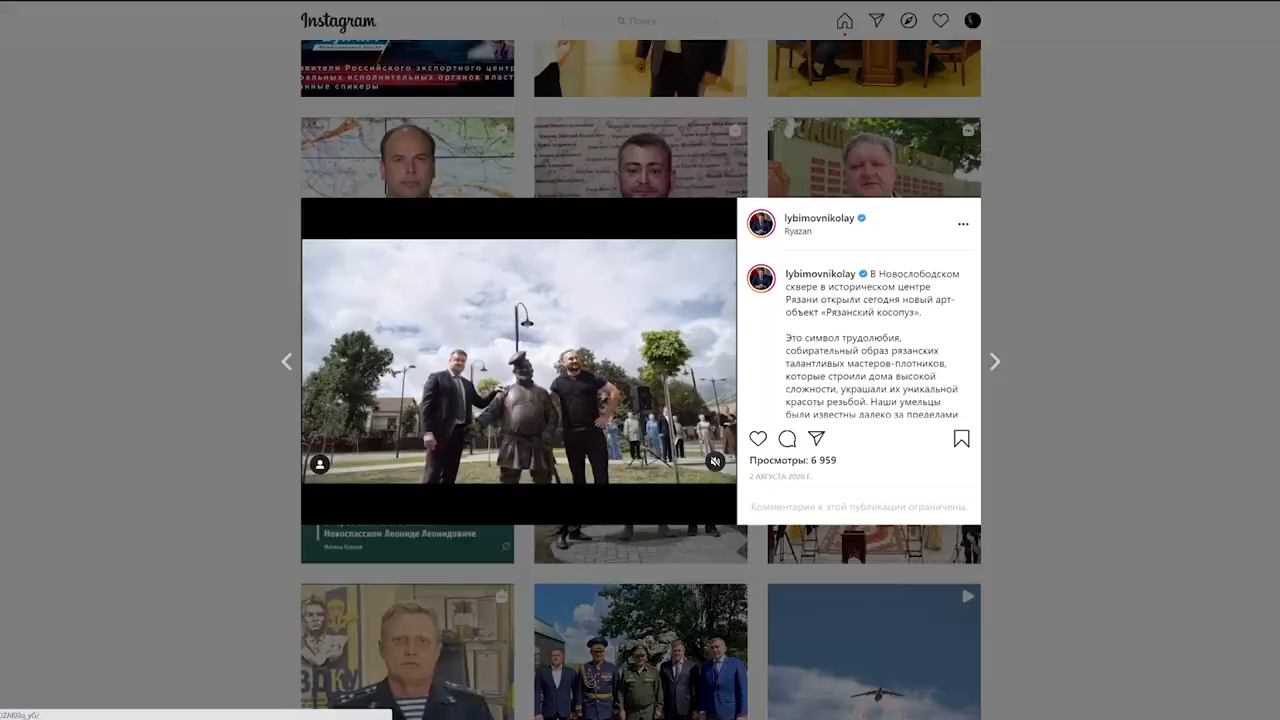 Instagram
Поиск
вители Российского экспортного центр
ральных исполнительных органов власт
нные спикеры
lybimovnikolay
Ryazan
lybimovnikolay В Новослободском
сквере в историческом центре
Рязани открыли сегодня новый арт-
объект «Рязанский косопуз».
Это символ трудолюбия,
собирательный образ рязанских
талантливых мастеров-плотников,
которые строили дома высокой
сложности, украшали их уникальной
красоты резьбой. Наши умельцы
были известны далеко за пределами
Просмотры: 6 959
2 АВГУСТА 2020 Г.
Комментарии к этой публикации ограничены.
Новоспасском Леониде Леонидовиче